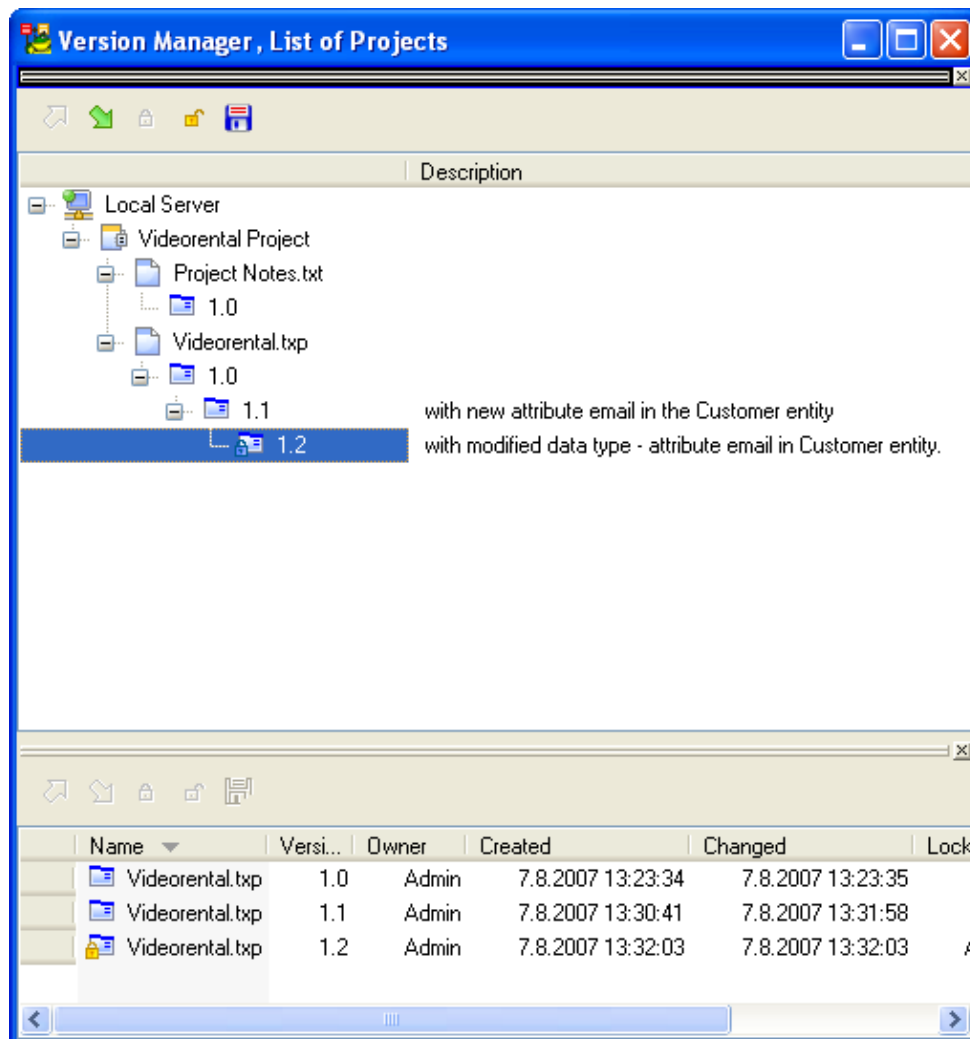 Version Manager, List of Projects
Description
Local Server
Videorental Project
Project Notes.txt
1.0
Videorental.txp
1.0
1.1 with new attribute email in the Customer entity
1.2 with modified data type - attribute email in Customer entity.
Name Versi... Owner Created Changed Lock
Videorental.txp 1.0 Admin 7.8.2007 13:23:34 7.8.2007 13:23:35
Videorental.txp 1.1 Admin 7.8.2007 13:30:41 7.8.2007 13:31:58
Videorental.txp 1.2 Admin 7.8.2007 13:32:03 7.8.2007 13:32:03